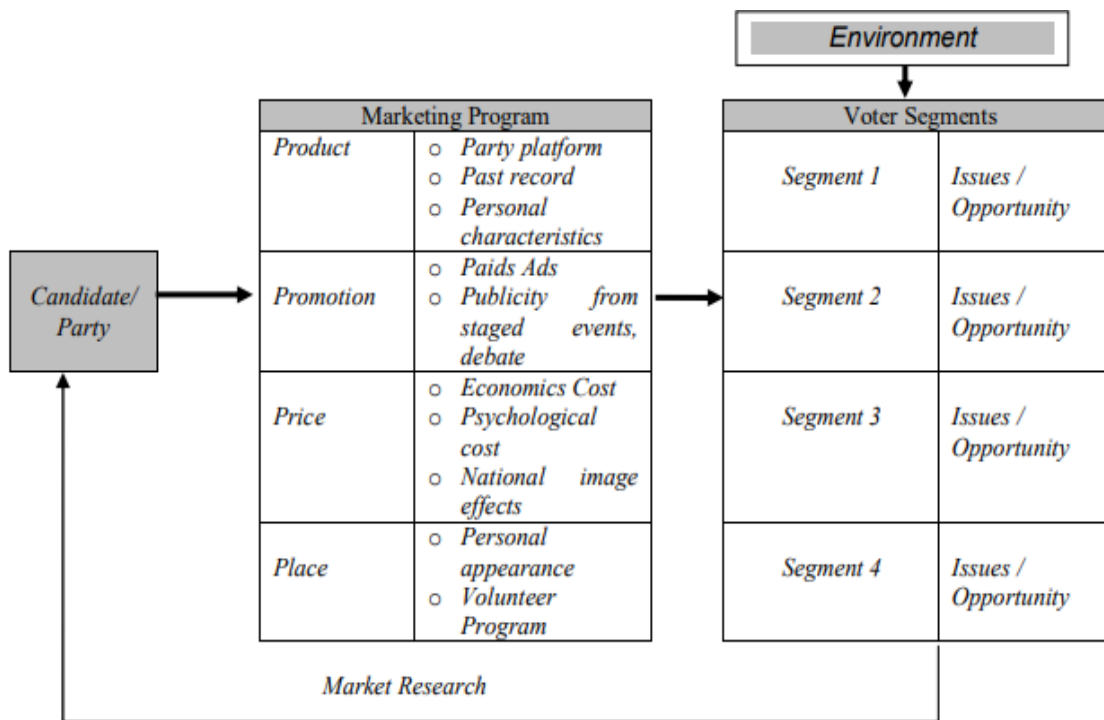 Environment
Marketing Program
Voter Segments
Product
o Party platform
o Past record
o Personal
characteristics
Segment 1
Issues /
Opportunity
Candidate/
Party
Promotion
o Paids Ads
o Publicity from
staged events,
debate
Segment 2
Issues /
Opportunity
Price
o Economics Cost
o Psychological
cost
o National image
effects
Segment 3
Issues /
Opportunity
Place
o Personal
appearance
o Volunteer
Program
Segment 4
Issues /
Opportunity
Market Research